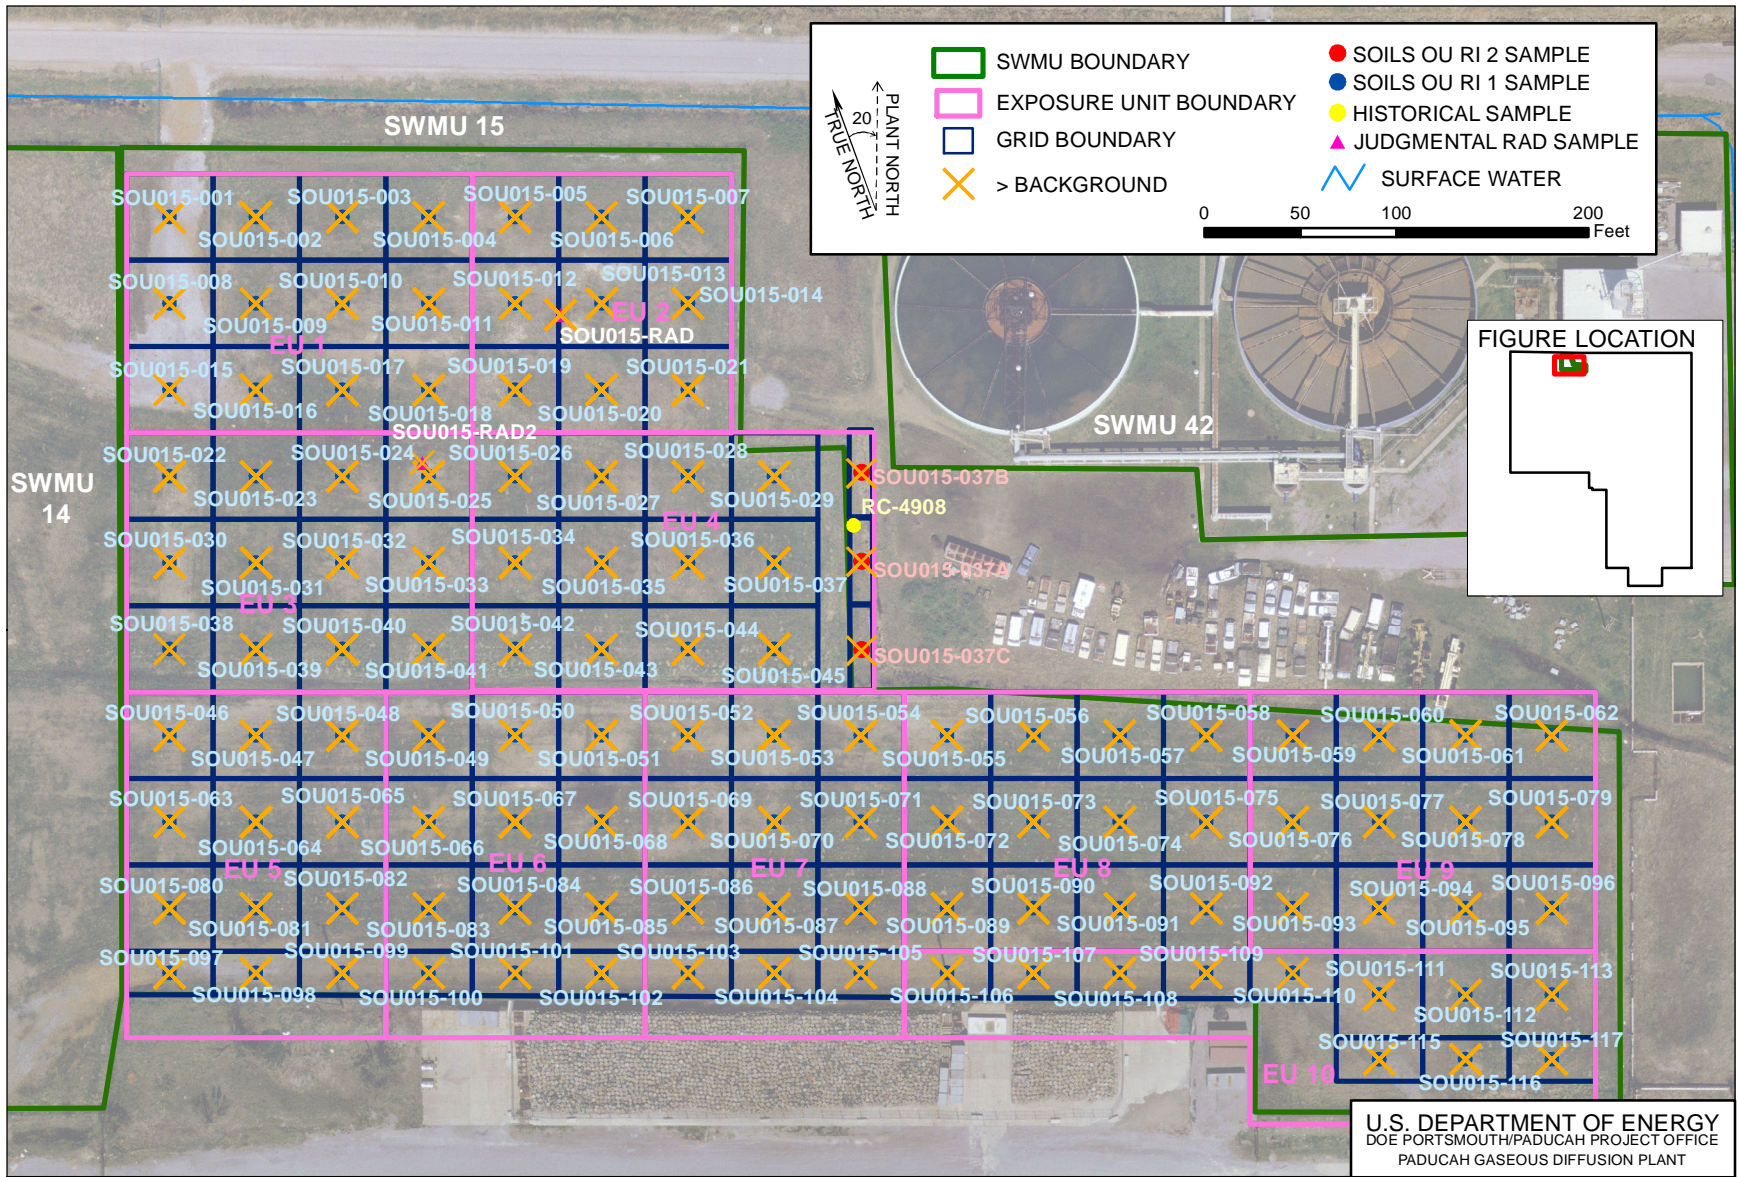 SWMU 15
SWMU BOUNDARY
EXPOSURE UNIT BOUNDARY
GRID BOUNDARY
> BACKGROUND
SOILS OU RI 2 SAMPLE
SOILS OU RI 1 SAMPLE
HISTORICAL SAMPLE
JUDGMENTAL RAD SAMPLE
SURFACE WATER
20
TRUE NORTH
PLANT NORTH
0 50 100 200
Feet
SOU015-001 SOU015-003 SOU015-005 SOU015-007
SOU015-002 SOU015-004 SOU015-006
SOU015-008 SOU015-010 SOU015-012 SOU015-013
SOU015-014
SOU015-009 SOU015-011
EU 1
EU 2
SOU015-RAD
SOU015-015 SOU015-017 SOU015-019 SOU015-021
SOU015-016 SOU015-018 SOU015-020
SOU015-RAD2
SWMU 42
FIGURE LOCATION
SWMU
14
SOU015-022 SOU015-024 SOU015-026 SOU015-028
SOU015-023 SOU015-025 SOU015-027 SOU015-029
SOU015-037B
RC-4908
EU 4
SOU015-030 SOU015-032 SOU015-034 SOU015-036
SOU015-031 SOU015-033 SOU015-035 SOU015-037
SOU015-037A
EU 3
SOU015-038 SOU015-040 SOU015-042 SOU015-044
SOU015-039 SOU015-041 SOU015-043 SOU015-045
SOU015-037C
SOU015-046 SOU015-048 SOU015-050 SOU015-052 SOU015-054 SOU015-056 SOU015-058 SOU015-060 SOU015-062
SOU015-047 SOU015-049 SOU015-051 SOU015-053 SOU015-055 SOU015-057 SOU015-059 SOU015-061
SOU015-063 SOU015-065 SOU015-067 SOU015-069 SOU015-071 SOU015-073 SOU015-075 SOU015-077 SOU015-079
SOU015-064 SOU015-066 SOU015-068 SOU015-070 SOU015-072 SOU015-074 SOU015-076 SOU015-078
EU 5 EU 6 EU 7 EU 8 EU 9
SOU015-080 SOU015-082 SOU015-084 SOU015-086 SOU015-088 SOU015-090 SOU015-092 SOU015-094 SOU015-096
SOU015-081 SOU015-083 SOU015-085 SOU015-087 SOU015-089 SOU015-091 SOU015-093 SOU015-095
SOU015-097 SOU015-099 SOU015-101 SOU015-103 SOU015-105 SOU015-107 SOU015-109 SOU015-111 SOU015-113
SOU015-098 SOU015-100 SOU015-102 SOU015-104 SOU015-106 SOU015-108 SOU015-110 SOU015-112
SOU015-115 SOU015-117
EU 10
SOU015-116
U.S. DEPARTMENT OF ENERGY
DOE PORTSMOUTH/PADUCAH PROJECT OFFICE
PADUCAH GASEOUS DIFFUSION PLANT